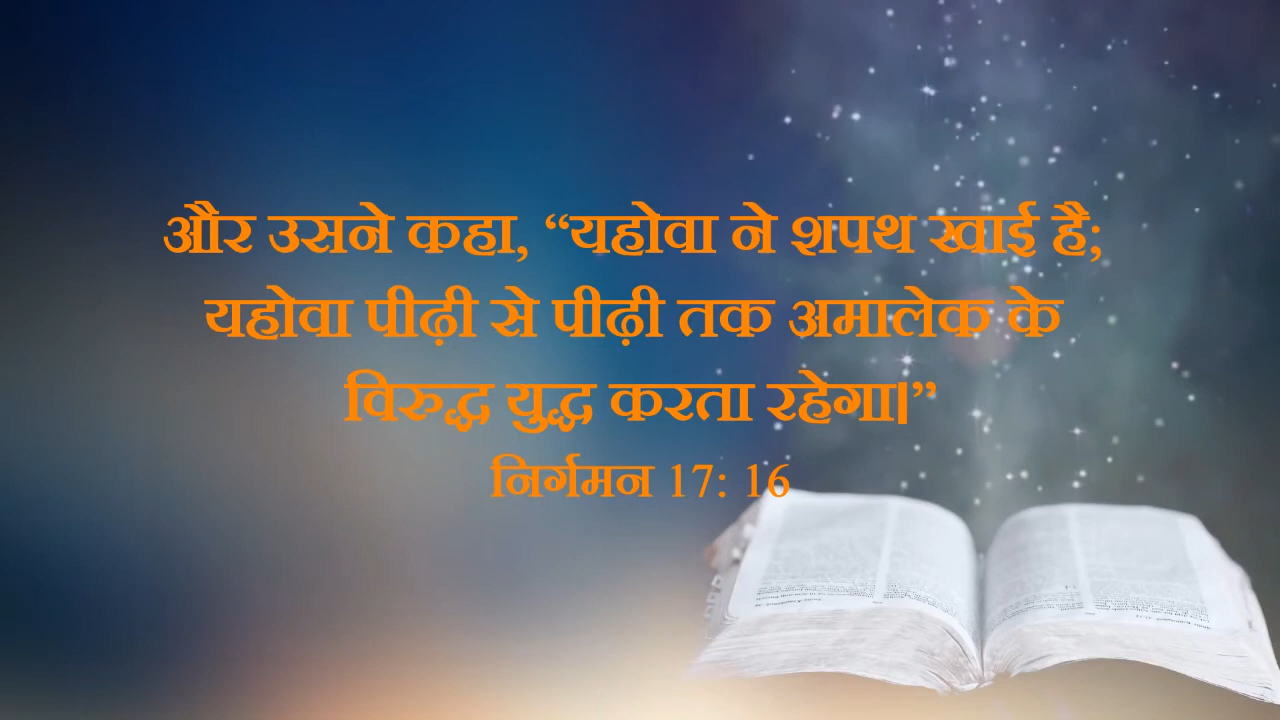 और उसने कहा, “यहोवा ने शपथ खाई है;
यहोवा पीढ़ी से पीढ़ी तक अमालेक के
विरुद्ध युद्ध करता रहेगा।”
निर्गमन 17: 16